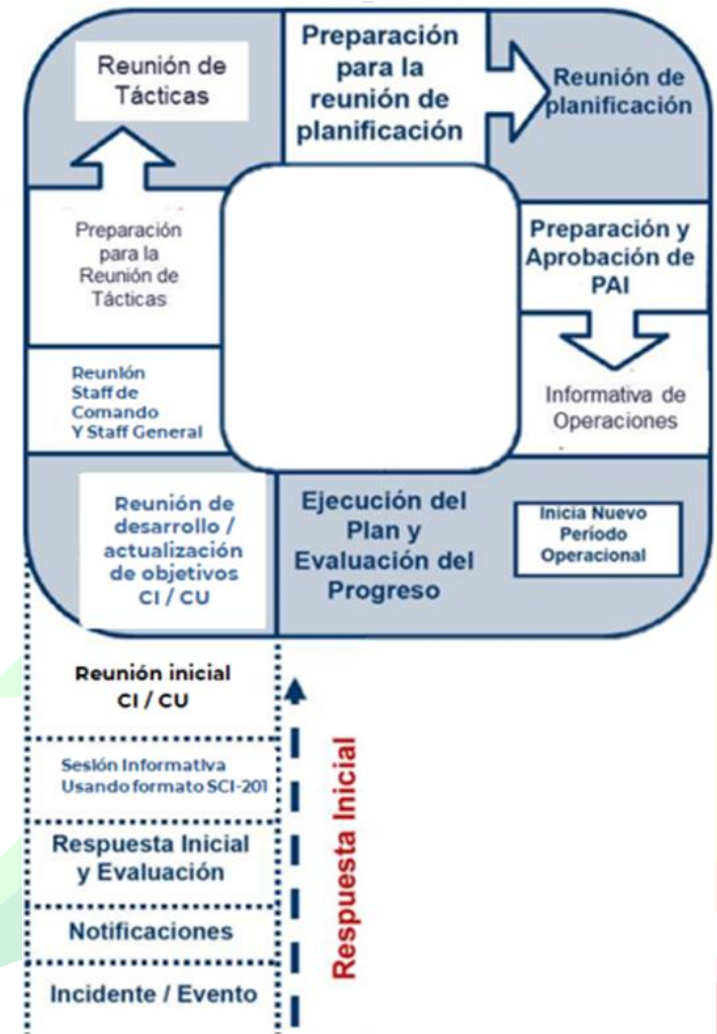 Reunión de
Tácticas
Preparación
para la
reunión de
planificación
Reunión de
planificación
Preparación
para la
Reunión de
Tácticas
Preparación y
Aprobación de
PAI
Reunión
Staff de
Comando
Y Staff General
Informativa de
Operaciones
Reunión de
desarrollo /
actualización
de objetivos
CI / CU
Ejecución del
Plan y
Evaluación del
Progreso
Inicia Nuevo
Período
Operacional
Reunión inicial
CI / CU
Sesión Informativa
Usando formato SCI-201
Respuesta Inicial
y Evaluación
Notificaciones
Incidente / Evento
Respuesta Inicial